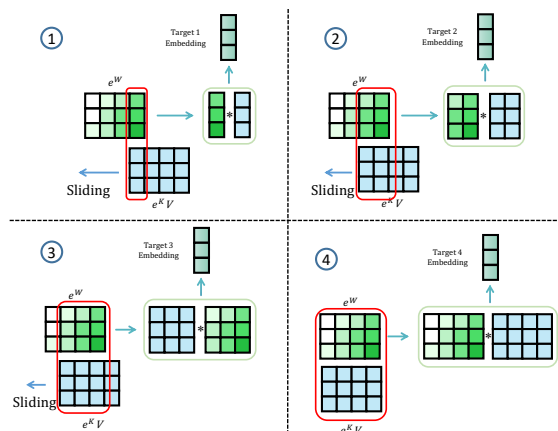 1
Target 1
Embedding
e^W
*
Sliding
e^K V
2
Target 2
Embedding
e^W
*
Sliding
e^K V
3
Target 3
Embedding
e^W
*
Sliding
e^K V
4
Target 4
Embedding
e^W
*
e^K V